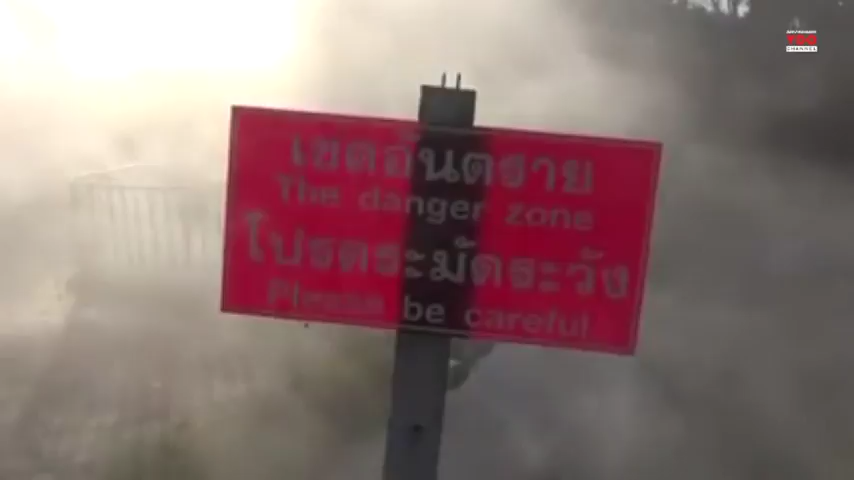 เขตอันตราย
The danger zone
โปรดระมัดระวัง
Please be careful
CHANNEL